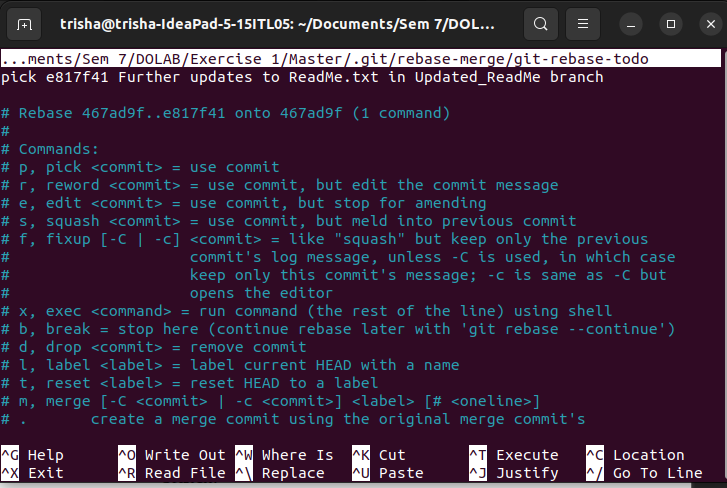 trisha@trisha-IdeaPad-5-15ITL05: ~/Documents/Sem 7/DOL...
...ments/Sem 7/DOLAB/Exercise 1/Master/.git/rebase-merge/git-rebase-todo
pick e817f41 Further updates to ReadMe.txt in Updated_ReadMe branch
# Rebase 467ad9f..e817f41 onto 467ad9f (1 command)
#
# Commands:
# p, pick <commit> = use commit
# r, reword <commit> = use commit, but edit the commit message
# e, edit <commit> = use commit, but stop for amending
# s, squash <commit> = use commit, but meld into previous commit
# f, fixup [-C | -c] <commit> = like "squash" but keep only the previous
#                    commit's log message, unless -C is used, in which case
#                    keep only this commit's message; -c is same as -C but
#                    opens the editor
# x, exec <command> = run command (the rest of the line) using shell
# b, break = stop here (continue rebase later with 'git rebase --continue')
# d, drop <commit> = remove commit
# l, label <label> = label current HEAD with a name
# t, reset <label> = reset HEAD to a label
# m, merge [-C <commit> | -c <commit>] <label> [# <oneline>]
# .       create a merge commit using the original merge commit's
^G Help ^O Write Out ^W Where Is ^K Cut ^T Execute ^C Location
^X Exit ^R Read File ^\ Replace ^U Paste ^J Justify ^/ Go To Line